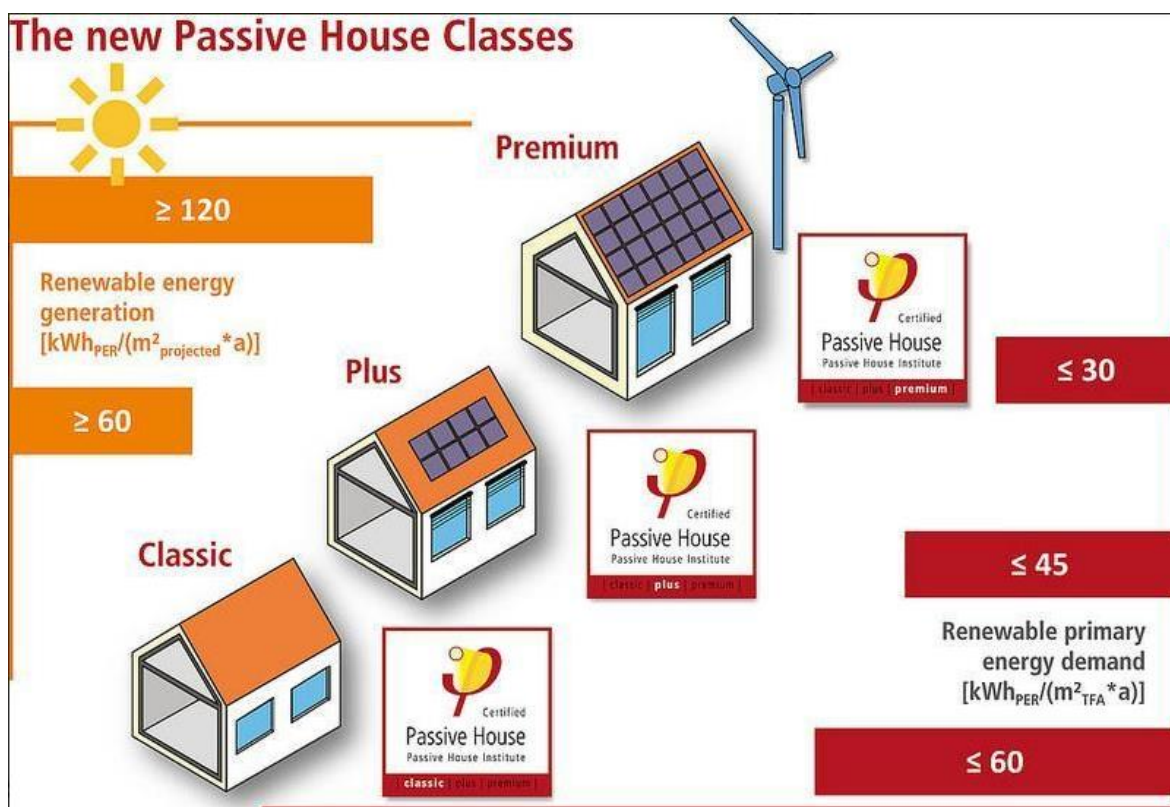 The new Passive House Classes
≥ 120
Renewable energy
generation
[kWhPER/(m²projected*a)]
≥ 60
Premium
Certified
Passive House
Passive House Institute
| classic | plus | premium |
≤ 30
Plus
Certified
Passive House
Passive House Institute
| classic | plus | premium |
≤ 45
Renewable primary
energy demand
[kWhPER/(m²TFA*a)]
Classic
Certified
Passive House
Passive House Institute
| classic | plus | premium |
≤ 60